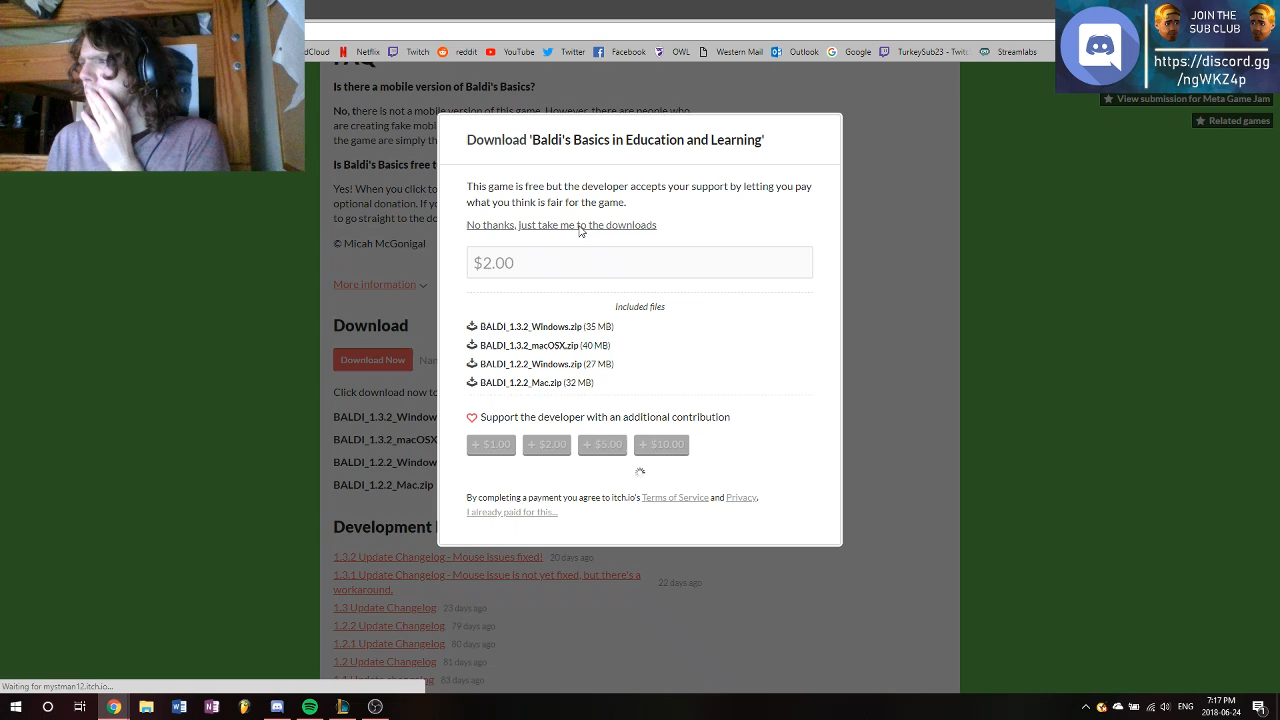 JOIN THE
SUB CLUB
https://discord.gg
/ngWKZ4p
dCloud Netflix Twitch reddit YouTube Twitter Facebook OWL Western Mail Outlook Google TurkeySub23 - Twitc Streamlabs
FAQ
Is there a mobile version of Baldi's Basics?
No, there is not a mobile version of this game. However, there are people who
are creating fake mobi
the game are simply th
Is Baldi's Basics free t
Yes! When you click to
optional donation. If yo
to go straight to the do
© Micah McGonigal
More information
Download
Download Now Nam
Click download now to
BALDI_1.3.2_Window
BALDI_1.3.2_macOSX
BALDI_1.2.2_Window
BALDI_1.2.2_Mac.zip
Development l
1.3.2 Update Changelog - Mouse Issues fixed! 20 days ago
1.3.1 Update Changelog - Mouse Issue is not yet fixed, but there's a
workaround. 22 days ago
1.3 Update Changelog 23 days ago
1.2.2 Update Changelog 79 days ago
1.2.1 Update Changelog 80 days ago
1.2 Update Changelog 81 days ago
1.1 Update changelog 83 days ago
View submission for Meta Game Jam
Related games
Download 'Baldi's Basics in Education and Learning'
This game is free but the developer accepts your support by letting you pay
what you think is fair for the game.
No thanks, just take me to the downloads
$2.00
Included files
BALDI_1.3.2_Windows.zip (35 MB)
BALDI_1.3.2_macOSX.zip (40 MB)
BALDI_1.2.2_Windows.zip (27 MB)
BALDI_1.2.2_Mac.zip (32 MB)
Support the developer with an additional contribution
+ $1.00 + $2.00 + $5.00 + $10.00
By completing a payment you agree to itch.io's Terms of Service and Privacy.
I already paid for this...
Waiting for mystman12.itch.io...
ENG
7:17 PM
2018-06-24